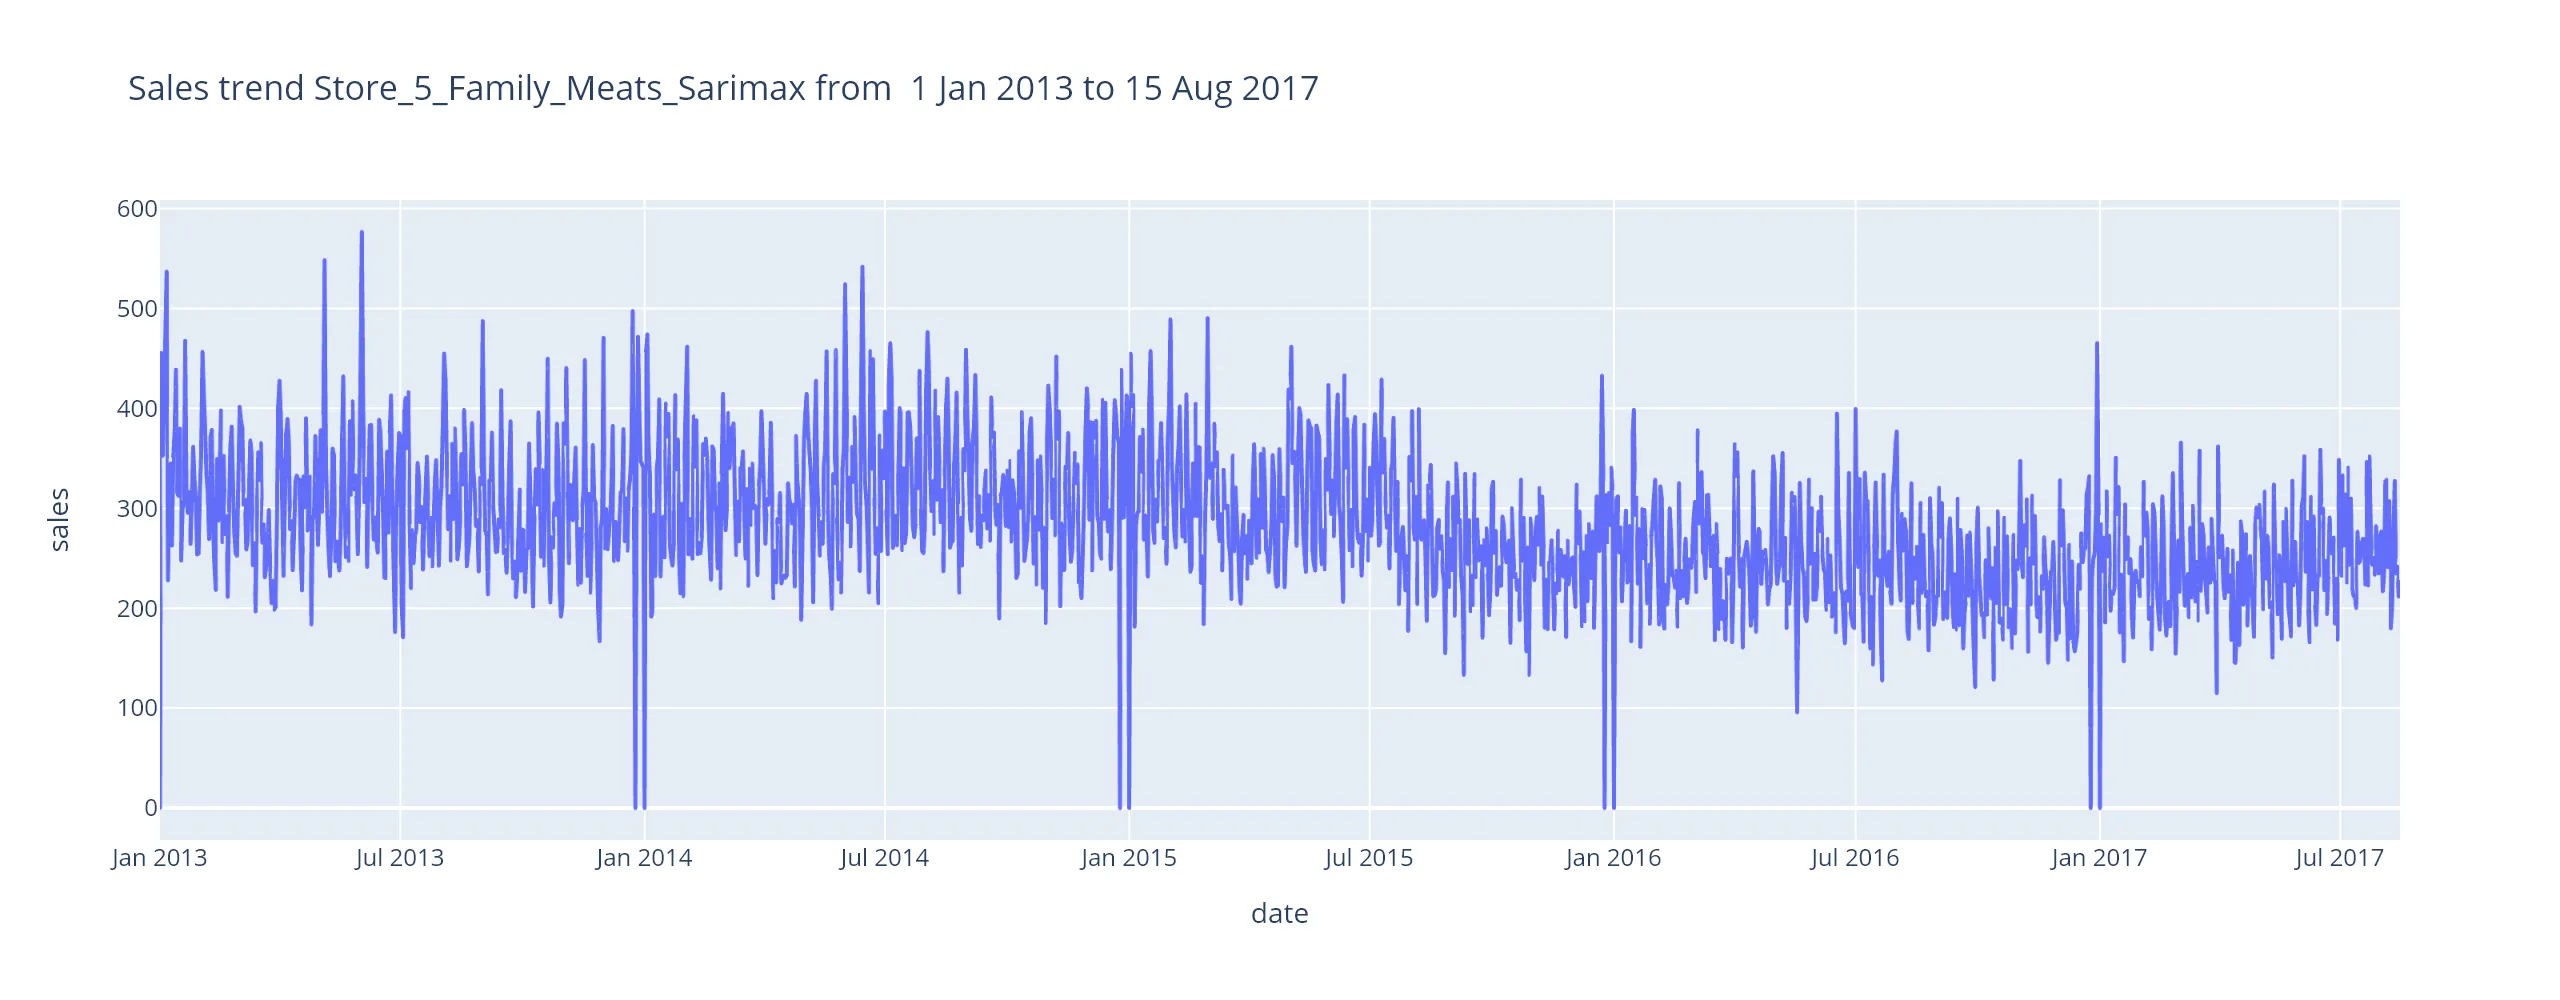 Sales trend Store_5_Family_Meats_Sarimax from  1 Jan 2013 to 15 Aug 2017
600
500
400
300
200
100
0
sales
Jan 2013 Jul 2013 Jan 2014 Jul 2014 Jan 2015 Jul 2015 Jan 2016 Jul 2016 Jan 2017 Jul 2017
date